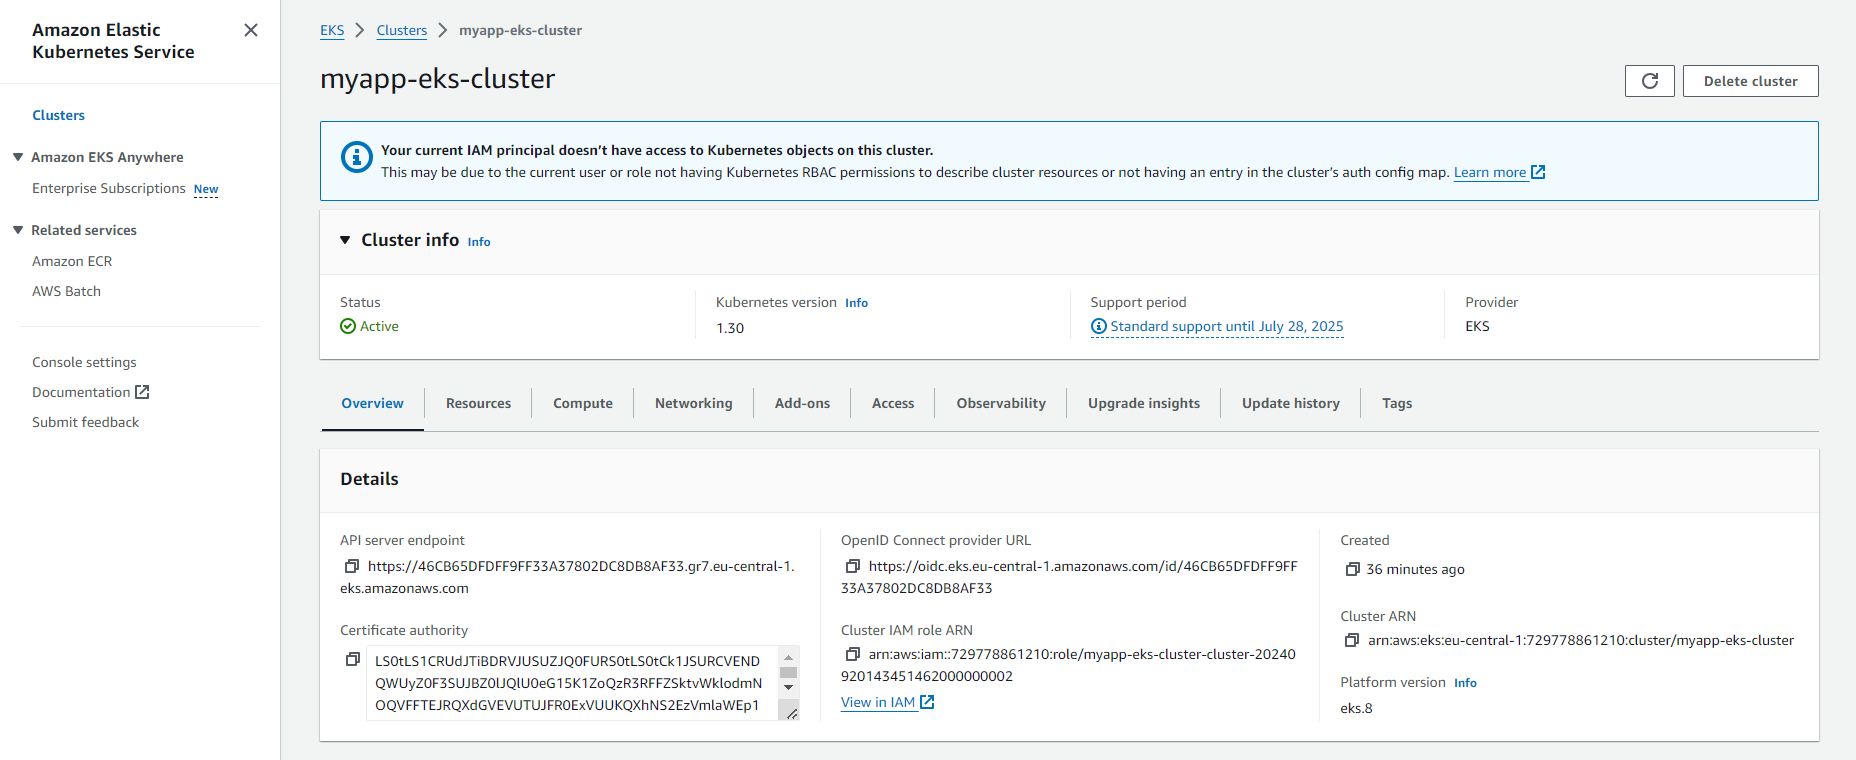 Amazon Elastic
Kubernetes Service
Clusters
Amazon EKS Anywhere
Enterprise Subscriptions New
Related services
Amazon ECR
AWS Batch
Console settings
Documentation
Submit feedback
EKS > Clusters > myapp-eks-cluster
myapp-eks-cluster
Delete cluster
Your current IAM principal doesn't have access to Kubernetes objects on this cluster.
This may be due to the current user or role not having Kubernetes RBAC permissions to describe cluster resources or not having an entry in the cluster's auth config map. Learn more
Cluster info Info
Status
Active
Kubernetes version Info
1.30
Support period
Standard support until July 28, 2025
Provider
EKS
Overview Resources Compute Networking Add-ons Access Observability Upgrade insights Update history Tags
Details
API server endpoint
https://46CB65DFDFF9FF33A37802DC8DB8AF33.gr7.eu-central-1.
eks.amazonaws.com
Certificate authority
LS0tLS1CRUdJTiBDRVJUSUZJQ0FURS0tLS0tCk1JSURCVEND
QWUyZ0F3SUJBZ0lJQlU0eG15K1ZoQzR3RFFZSktvWklodmN
OQVFFTEJRQXdGVEVUTUJFR0ExVUUKQXhNS2EzVmlaWEp1
OpenID Connect provider URL
https://oidc.eks.eu-central-1.amazonaws.com/id/46CB65DFDFF9FF
33A37802DC8DB8AF33
Cluster IAM role ARN
arn:aws:iam::729778861210:role/myapp-eks-cluster-cluster-20240
920143451462000000002
View in IAM
Created
36 minutes ago
Cluster ARN
arn:aws:eks:eu-central-1:729778861210:cluster/myapp-eks-cluster
Platform version Info
eks.8